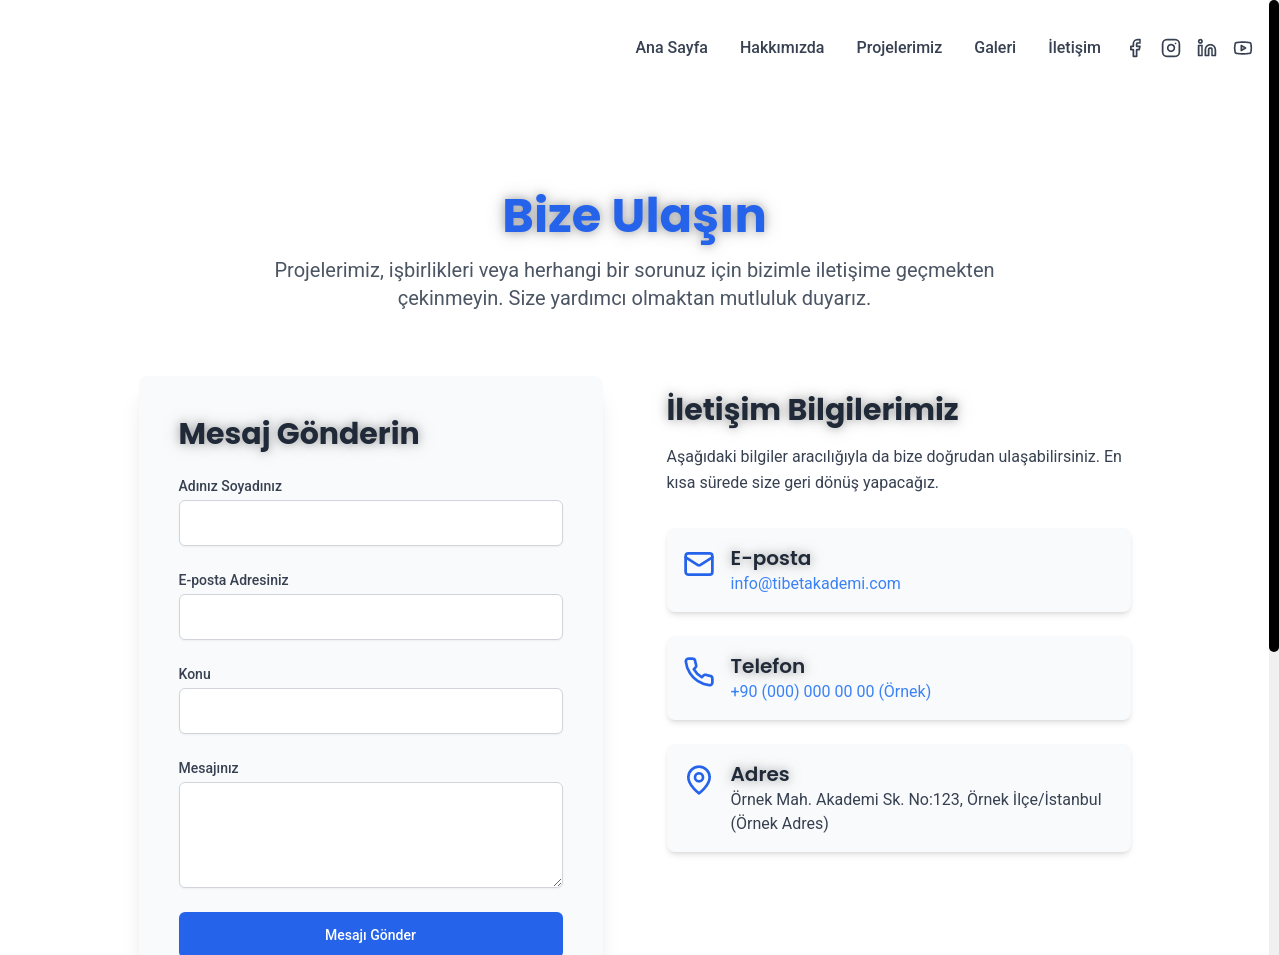 Ana Sayfa
Hakkımızda
Projelerimiz
Galeri
İletişim
Bize Ulaşın
Projelerimiz, işbirlikleri veya herhangi bir sorunuz için bizimle iletişime geçmekten
çekinmeyin. Size yardımcı olmaktan mutluluk duyarız.
Mesaj Gönderin
Adınız Soyadınız
E-posta Adresiniz
Konu
Mesajınız
Mesajı Gönder
İletişim Bilgilerimiz
Aşağıdaki bilgiler aracılığıyla da bize doğrudan ulaşabilirsiniz. En
kısa sürede size geri dönüş yapacağız.
E-posta
info@tibetakademi.com
Telefon
+90 (000) 000 00 00 (Örnek)
Adres
Örnek Mah. Akademi Sk. No:123, Örnek İlçe/İstanbul
(Örnek Adres)